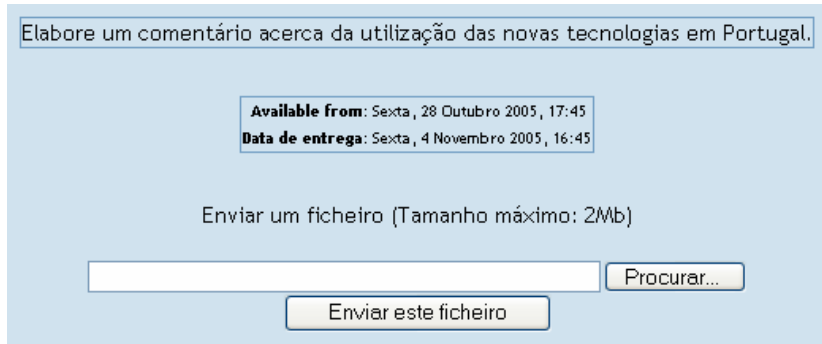 Elabore um comentário acerca da utilização das novas tecnologias em Portugal.
Available from: Sexta, 28 Outubro 2005, 17:45
Data de entrega: Sexta, 4 Novembro 2005, 16:45
Enviar um ficheiro (Tamanho máximo: 2Mb)
Procurar...
Enviar este ficheiro